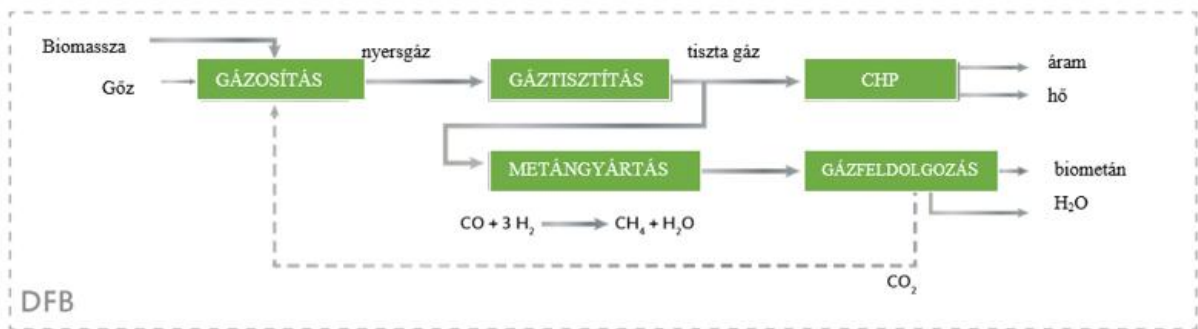 Biomassza
Gőz
GÁZOSÍTÁS
nyersgáz
GÁZTISZTÍTÁS
tiszta gáz
CHP
áram
hő
METÁNGYÁRTÁS
GÁZFELDOLGOZÁS
biometán
H₂O
CO + 3 H₂ → CH₄ + H₂O
CO₂
DFB